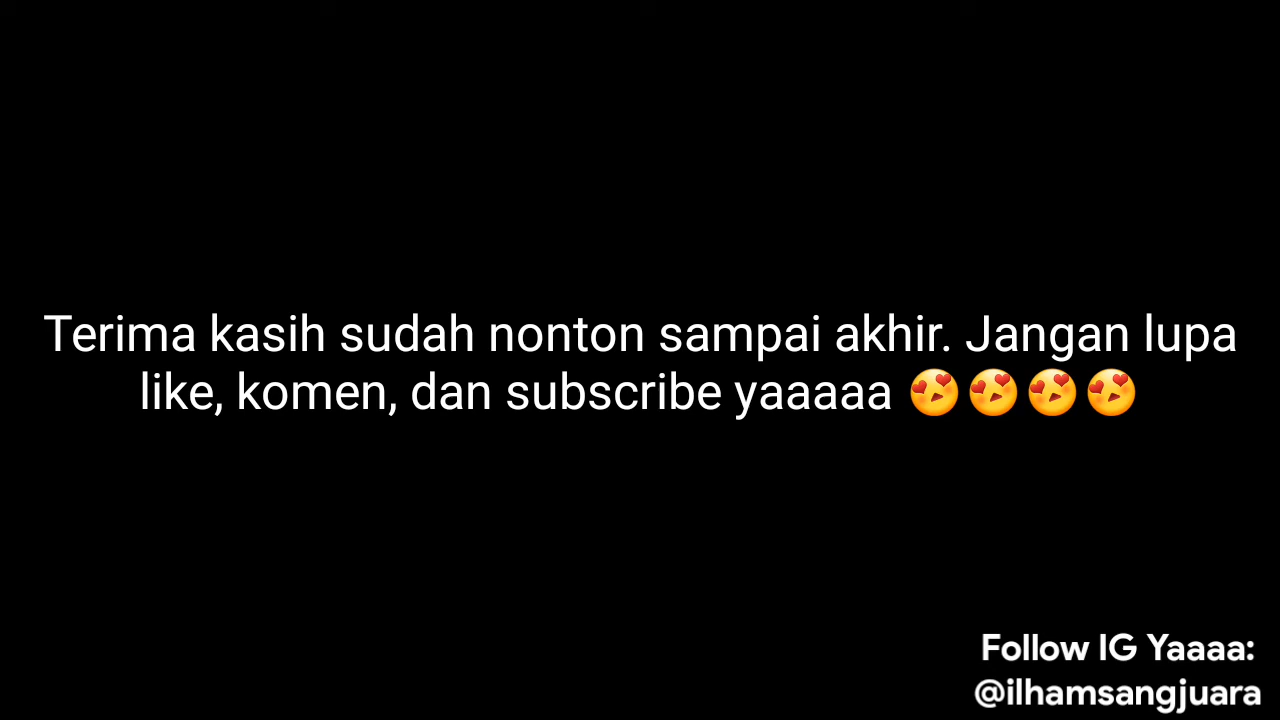 Terima kasih sudah nonton sampai akhir. Jangan lupa
like, komen, dan subscribe yaaaaa 😍😍😍😍
Follow IG Yaaaa:
@ilhamsangjuara